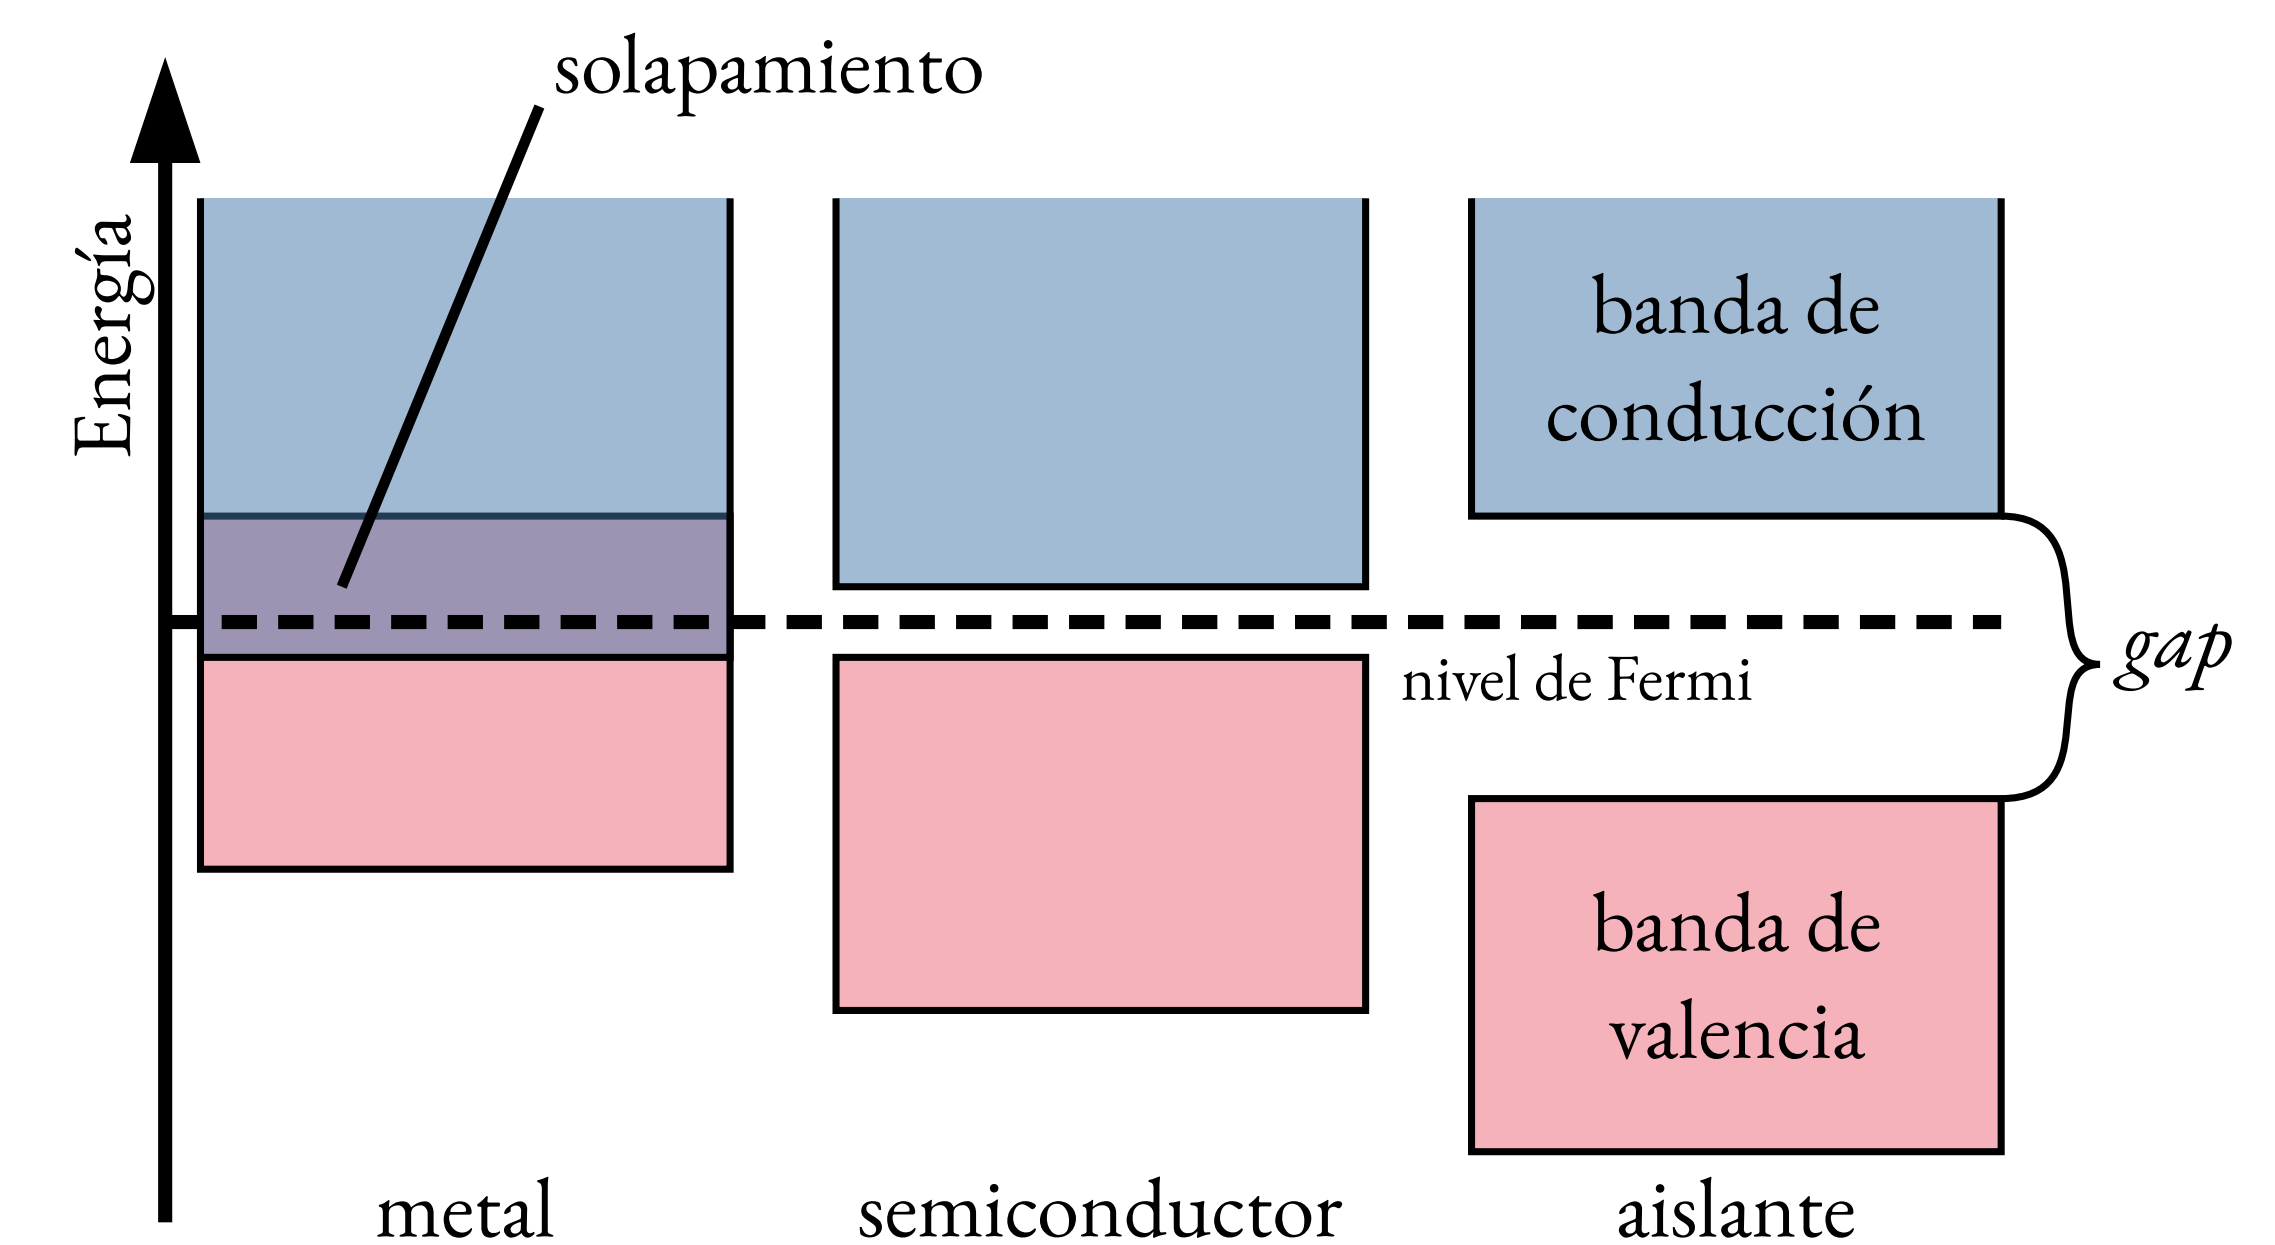 solapamiento
Energía
banda de
conducción
nivel de Fermi
gap
banda de
valencia
metal
semiconductor
aislante